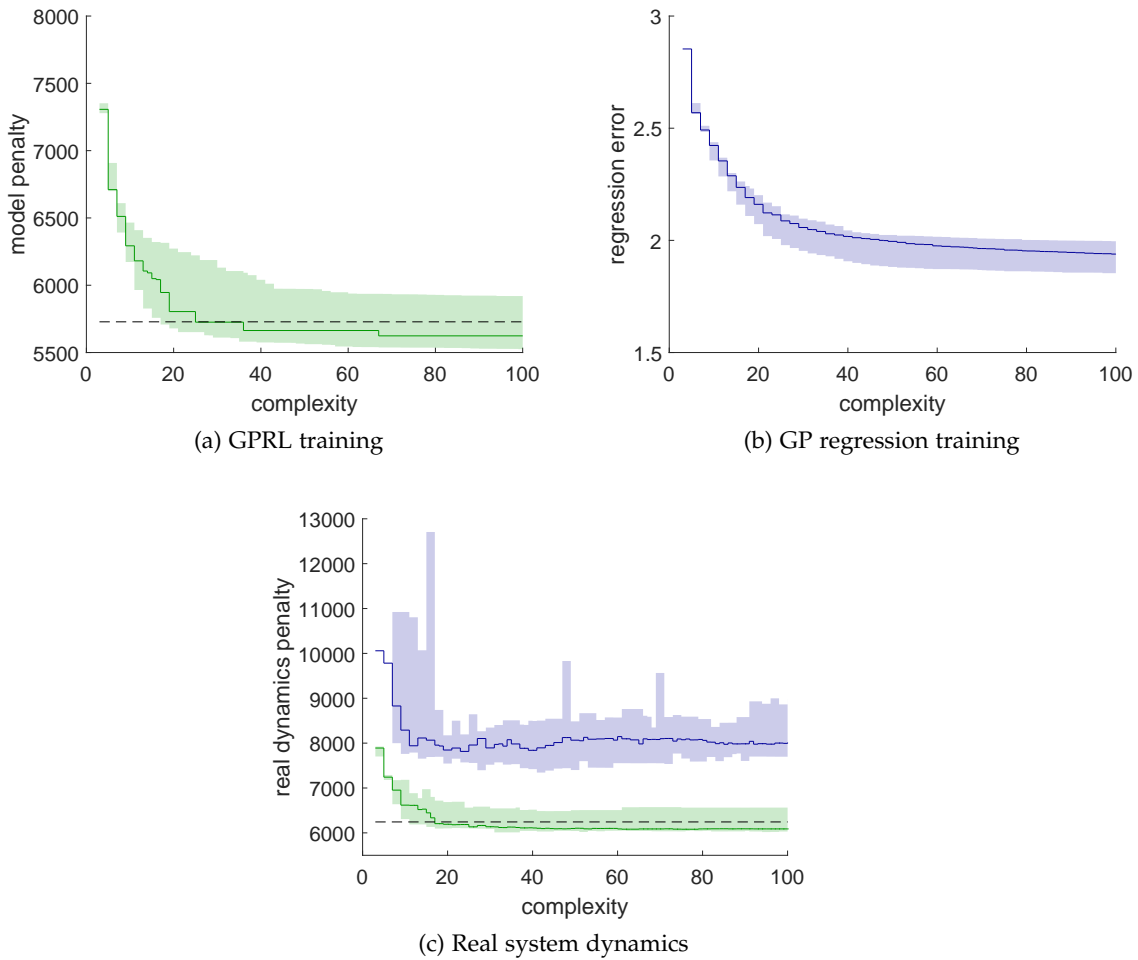 8000
7500
7000
6500
6000
5500
model penalty
0 20 40 60 80 100
complexity
(a) GPRL training
3
2.5
2
1.5
regression error
0 20 40 60 80 100
complexity
(b) GP regression training
13000
12000
11000
10000
9000
8000
7000
6000
real dynamics penalty
0 20 40 60 80 100
complexity
(c) Real system dynamics